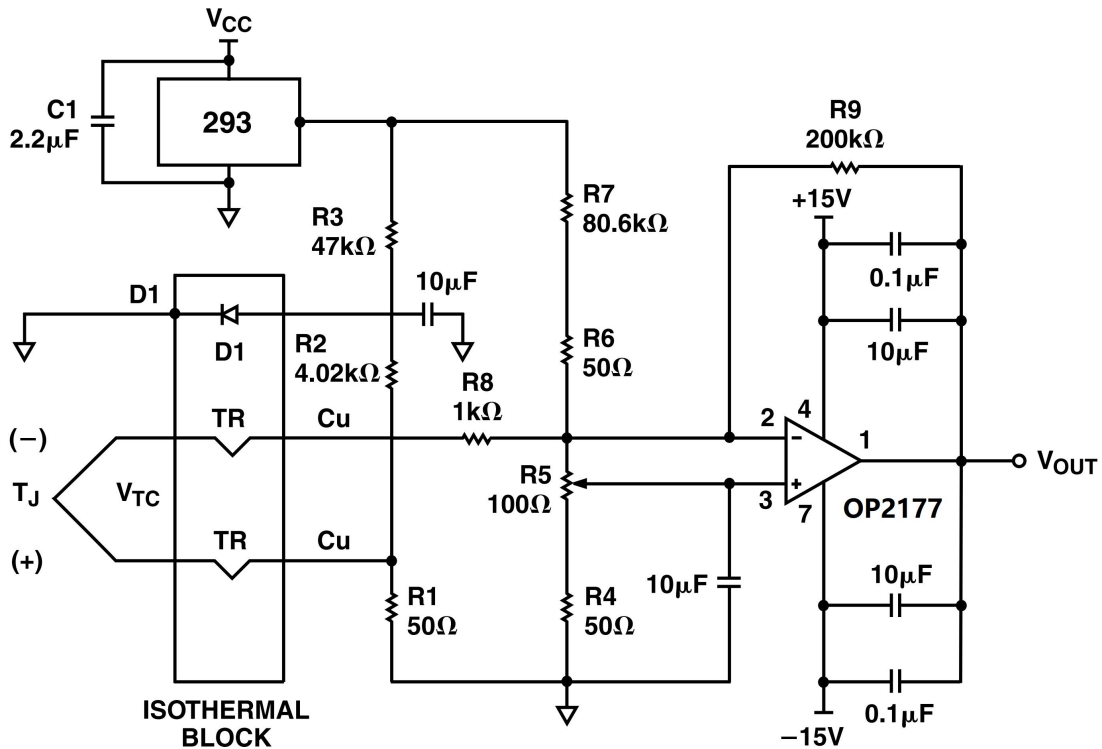 VCC
C1
2.2μF
293
R9
200kΩ
+15V
R3
47kΩ
R7
80.6kΩ
0.1μF
D1
10μF
D1
R2
4.02kΩ
R6
50Ω
10μF
R8
1kΩ
(−)
TR
Cu
2
4
−
1
TJ
VTC
R5
100Ω
VOUT
+
3
7
OP2177
(+)
TR
Cu
R1
50Ω
10μF
R4
50Ω
10μF
0.1μF
−15V
ISOTHERMAL
BLOCK